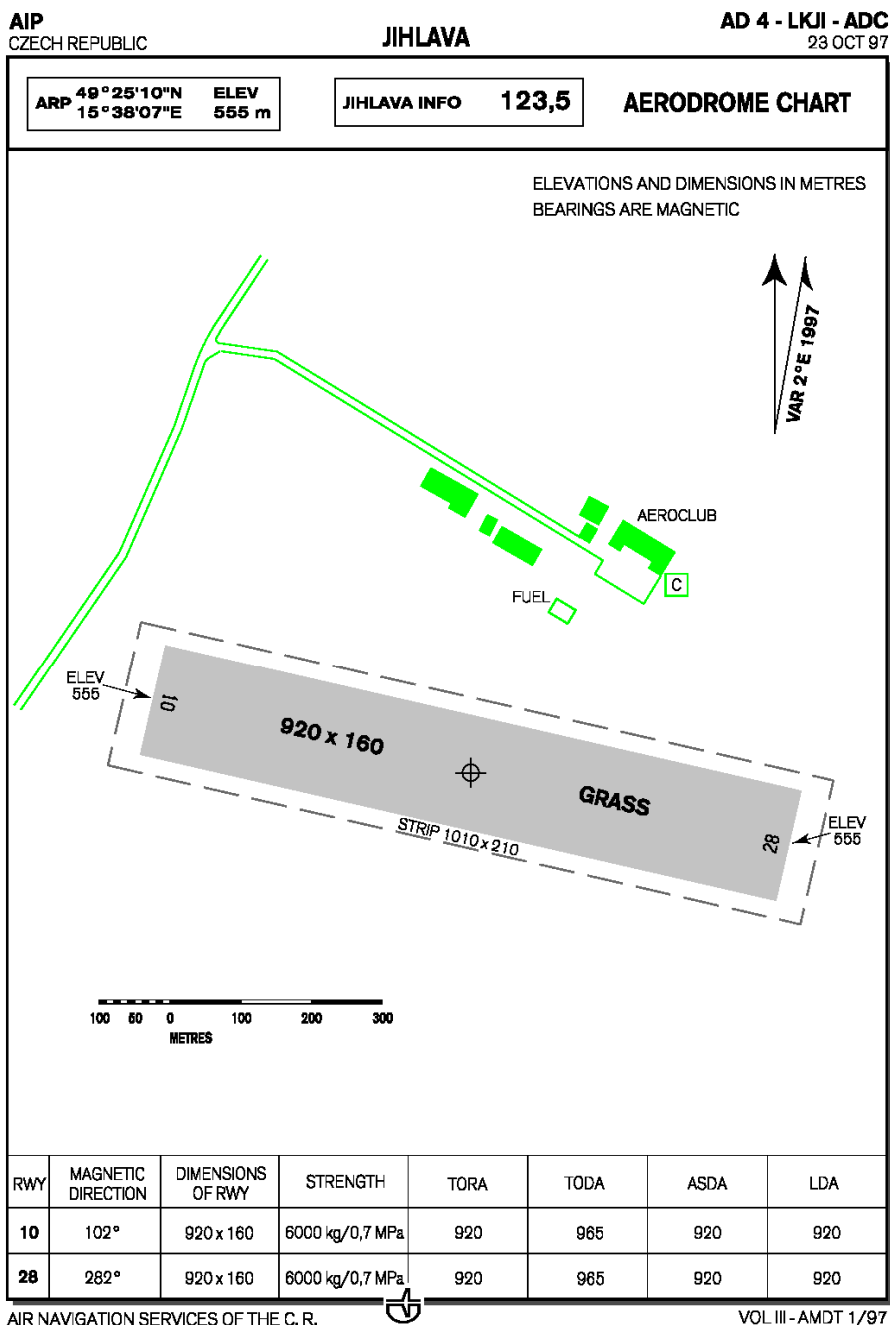 AIP
CZECH REPUBLIC
JIHLAVA
AD 4 - LKJI - ADC
23 OCT 97
ARP 49°25'10"N ELEV
15°38'07"E 555 m
JIHLAVA INFO 123,5
AERODROME CHART
ELEVATIONS AND DIMENSIONS IN METRES
BEARINGS ARE MAGNETIC
VAR 2°E 1997
AEROCLUB
C
FUEL
ELEV
555
10
920 x 160
GRASS
STRIP 1010 x 210
28
ELEV
555
100 50 0 100 200 300
METRES
RWY MAGNETIC DIRECTION DIMENSIONS OF RWY STRENGTH TORA TODA ASDA LDA
10 102° 920 x 160 6000 kg/0,7 MPa 920 965 920 920
28 282° 920 x 160 6000 kg/0,7 MPa 920 965 920 920
AIR NAVIGATION SERVICES OF THE C. R.
VOL III - AMDT 1/97